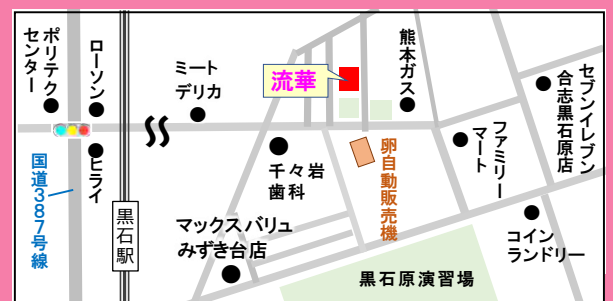 ポリテク
センター
ローソン
ヒライ
国道387号線
黒石駅
ミート
デリカ
流華
熊本ガス
セブンイレブン
合志黒石原店
千々岩
歯科
卵自動販売機
ファミリー
マート
マックスバリュ
みずき台店
コイン
ランドリー
黒石原演習場